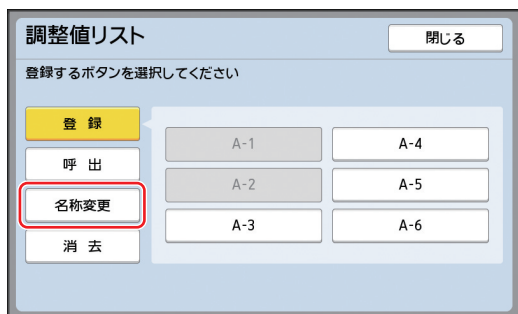 調整値リスト
閉じる
登録するボタンを選択してください
登 録
呼 出
名称変更
消 去
A-1
A-4
A-2
A-5
A-3
A-6